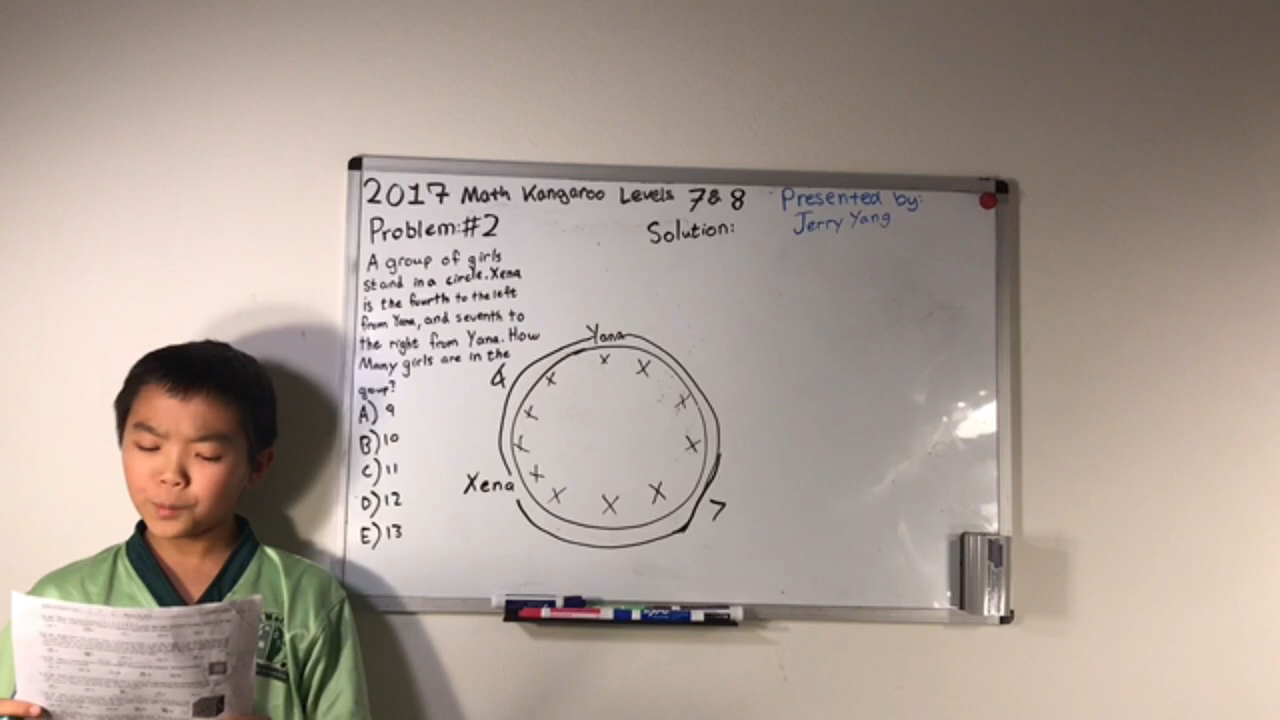 2017 Math Kangaroo Levels 7&8
Presented by:
Jerry Yang
Problem:#2
Solution:
A group of girls
stand in a circle. Xena
is the fourth to the left
from Yana, and seventh to
the right from Yana. How
Many girls are in the
group?
A) 9
B) 10
C) 11
D) 12
E) 13
Yana
4
Xena
7